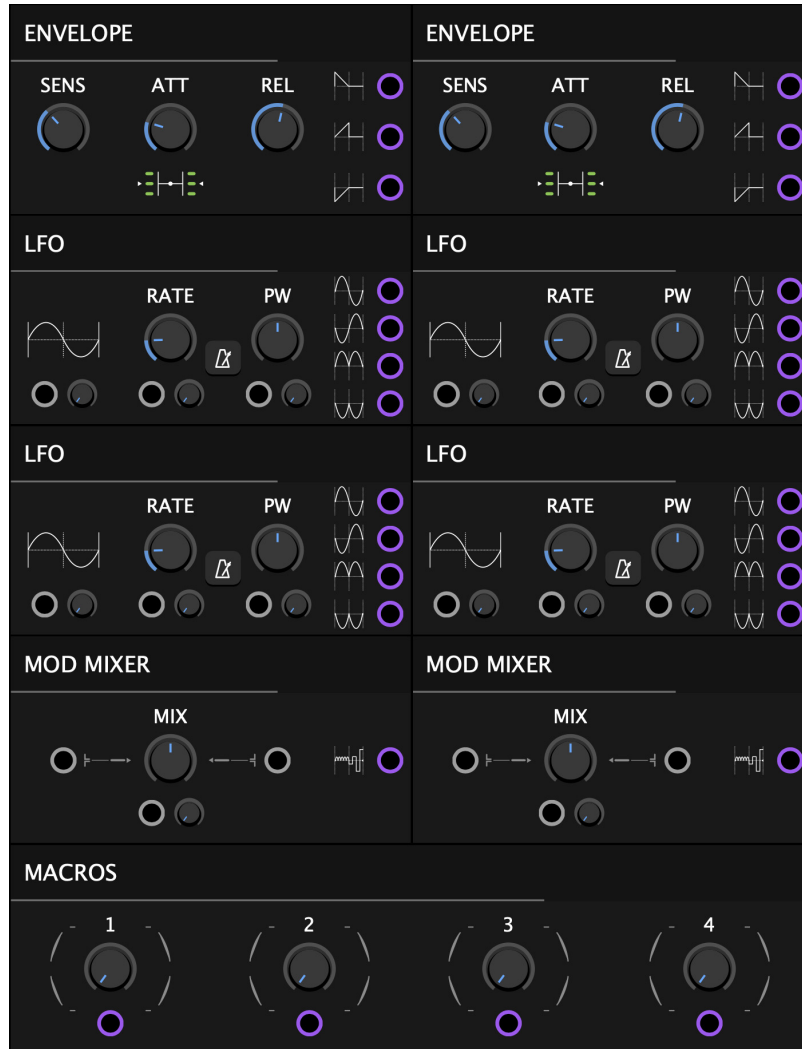 ENVELOPE ENVELOPE
SENS ATT REL SENS ATT REL
LFO LFO
RATE PW RATE PW
LFO LFO
RATE PW RATE PW
MOD MIXER MOD MIXER
MIX MIX
MACROS
1 2 3 4